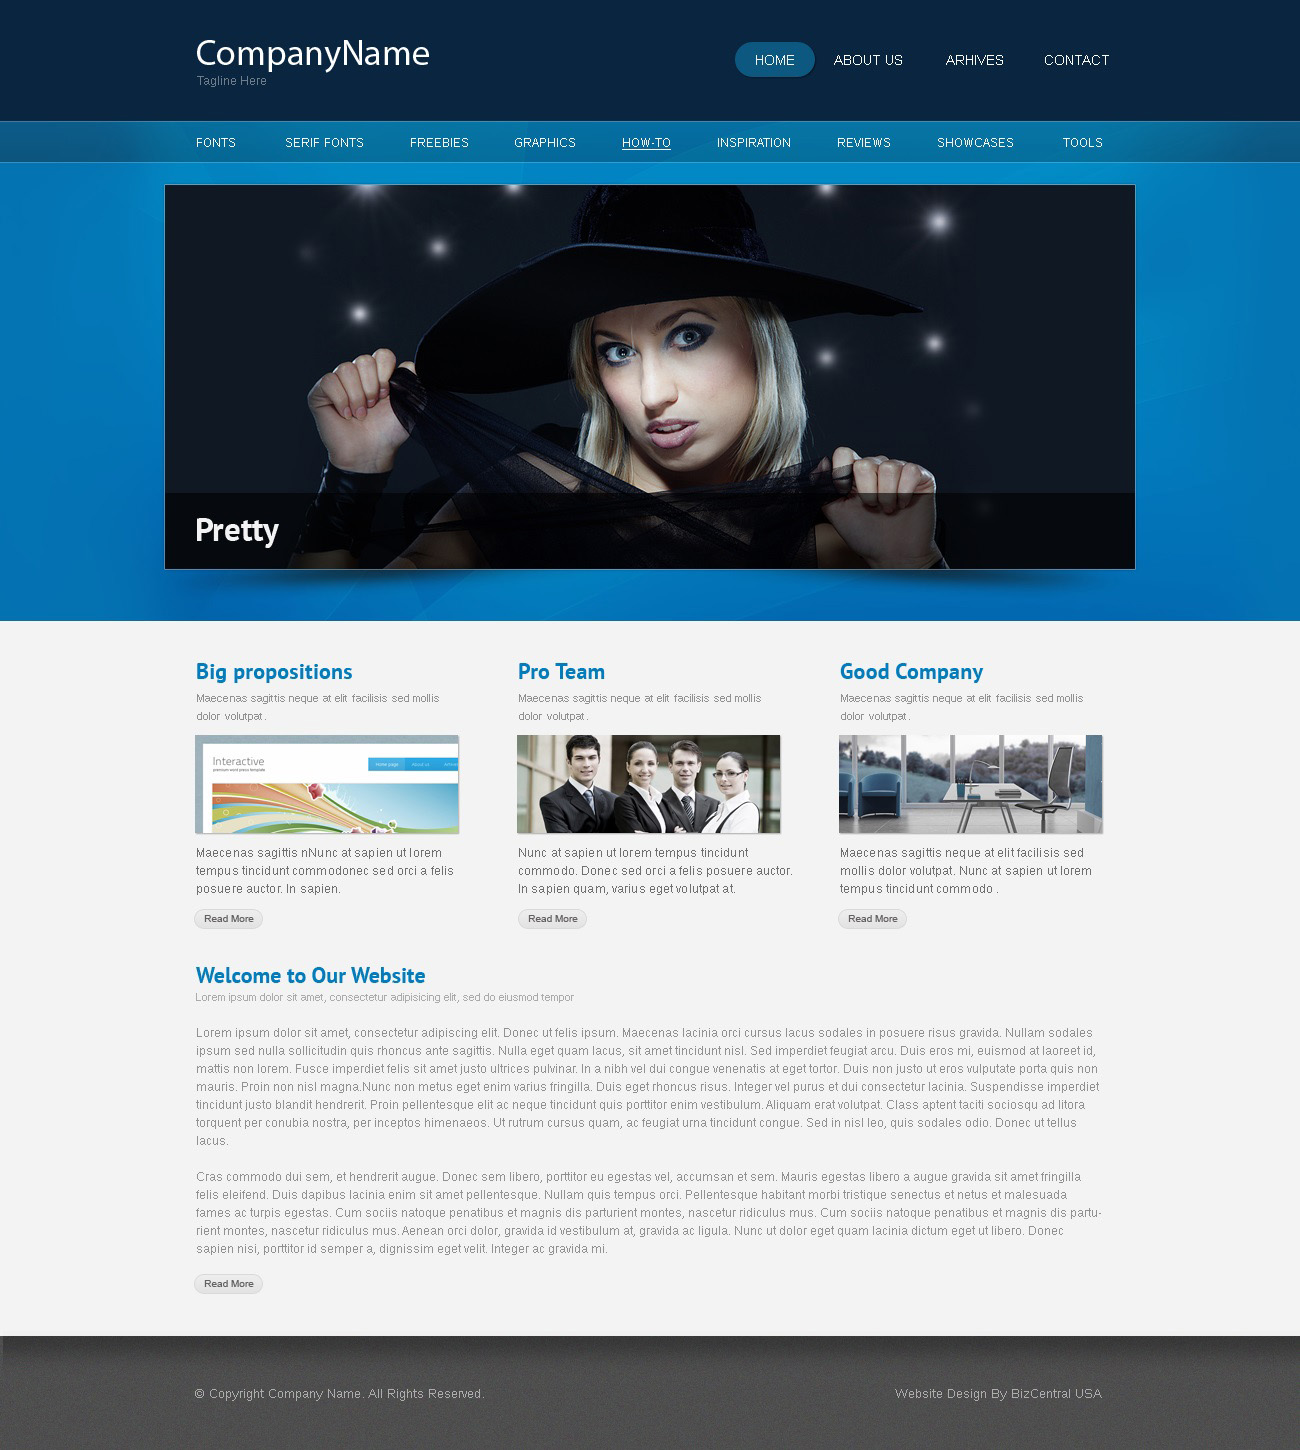 CompanyName
Tagline Here
HOME ABOUT US ARHIVES CONTACT
FONTS SERIF FONTS FREEBIES GRAPHICS HOW-TO INSPIRATION REVIEWS SHOWCASES TOOLS
Pretty
Big propositions
Maecenas sagittis neque at elit facilisis sed mollis
dolor volutpat.
Interactive
premium word press template
Home page About us
Maecenas sagittis nNunc at sapien ut lorem
tempus tincidunt commodonec sed orci a felis
posuere auctor. In sapien.
Read More
Pro Team
Maecenas sagittis neque at elit facilisis sed mollis
dolor volutpat.
Nunc at sapien ut lorem tempus tincidunt
commodo. Donec sed orci a felis posuere auctor.
In sapien quam, varius eget volutpat at.
Read More
Good Company
Maecenas sagittis neque at elit facilisis sed mollis
dolor volutpat.
Maecenas sagittis neque at elit facilisis sed
mollis dolor volutpat. Nunc at sapien ut lorem
tempus tincidunt commodo .
Read More
Welcome to Our Website
Lorem ipsum dolor sit amet, consectetur adipisicing elit, sed do eiusmod tempor
Lorem ipsum dolor sit amet, consectetur adipiscing elit. Donec ut felis ipsum. Maecenas lacinia orci cursus lacus sodales in posuere risus gravida. Nullam sodales
ipsum sed nulla sollicitudin quis rhoncus ante sagittis. Nulla eget quam lacus, sit amet tincidunt nisl. Sed imperdiet feugiat arcu. Duis eros mi, euismod at laoreet id,
mattis non lorem. Fusce imperdiet felis sit amet justo ultrices pulvinar. In a nibh vel dui congue venenatis at eget tortor. Duis non justo ut eros vulputate porta quis non
mauris. Proin non nisl magna.Nunc non metus eget enim varius fringilla. Duis eget rhoncus risus. Integer vel purus et dui consectetur lacinia. Suspendisse imperdiet
tincidunt justo blandit hendrerit. Proin pellentesque elit ac neque tincidunt quis porttitor enim vestibulum. Aliquam erat volutpat. Class aptent taciti sociosqu ad litora
torquent per conubia nostra, per inceptos himenaeos. Ut rutrum cursus quam, ac feugiat urna tincidunt congue. Sed in nisl leo, quis sodales odio. Donec ut tellus
lacus.
Cras commodo dui sem, et hendrerit augue. Donec sem libero, porttitor eu egestas vel, accumsan et sem. Mauris egestas libero a augue gravida sit amet fringilla
felis eleifend. Duis dapibus lacinia enim sit amet pellentesque. Nullam quis tempus orci. Pellentesque habitant morbi tristique senectus et netus et malesuada
fames ac turpis egestas. Cum sociis natoque penatibus et magnis dis parturient montes, nascetur ridiculus mus. Cum sociis natoque penatibus et magnis dis partu-
rient montes, nascetur ridiculus mus. Aenean orci dolor, gravida id vestibulum at, gravida ac ligula. Nunc ut dolor eget quam lacinia dictum eget ut libero. Donec
sapien nisi, porttitor id semper a, dignissim eget velit. Integer ac gravida mi.
Read More
© Copyright Company Name. All Rights Reserved.
Website Design By BizCentral USA